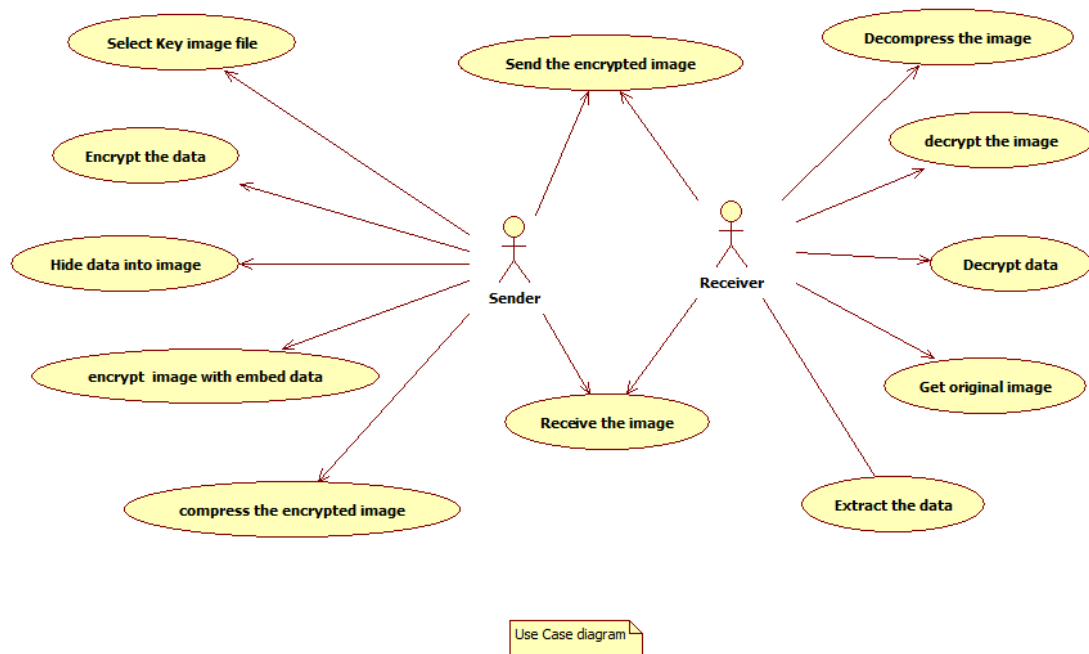 Select Key image file
Send the encrypted image
Decompress the image
Encrypt the data
decrypt the image
Hide data into image
Sender
Receiver
Decrypt data
encrypt  image with embed data
Receive the image
Get original image
compress the encrypted image
Extract the data
Use Case diagram